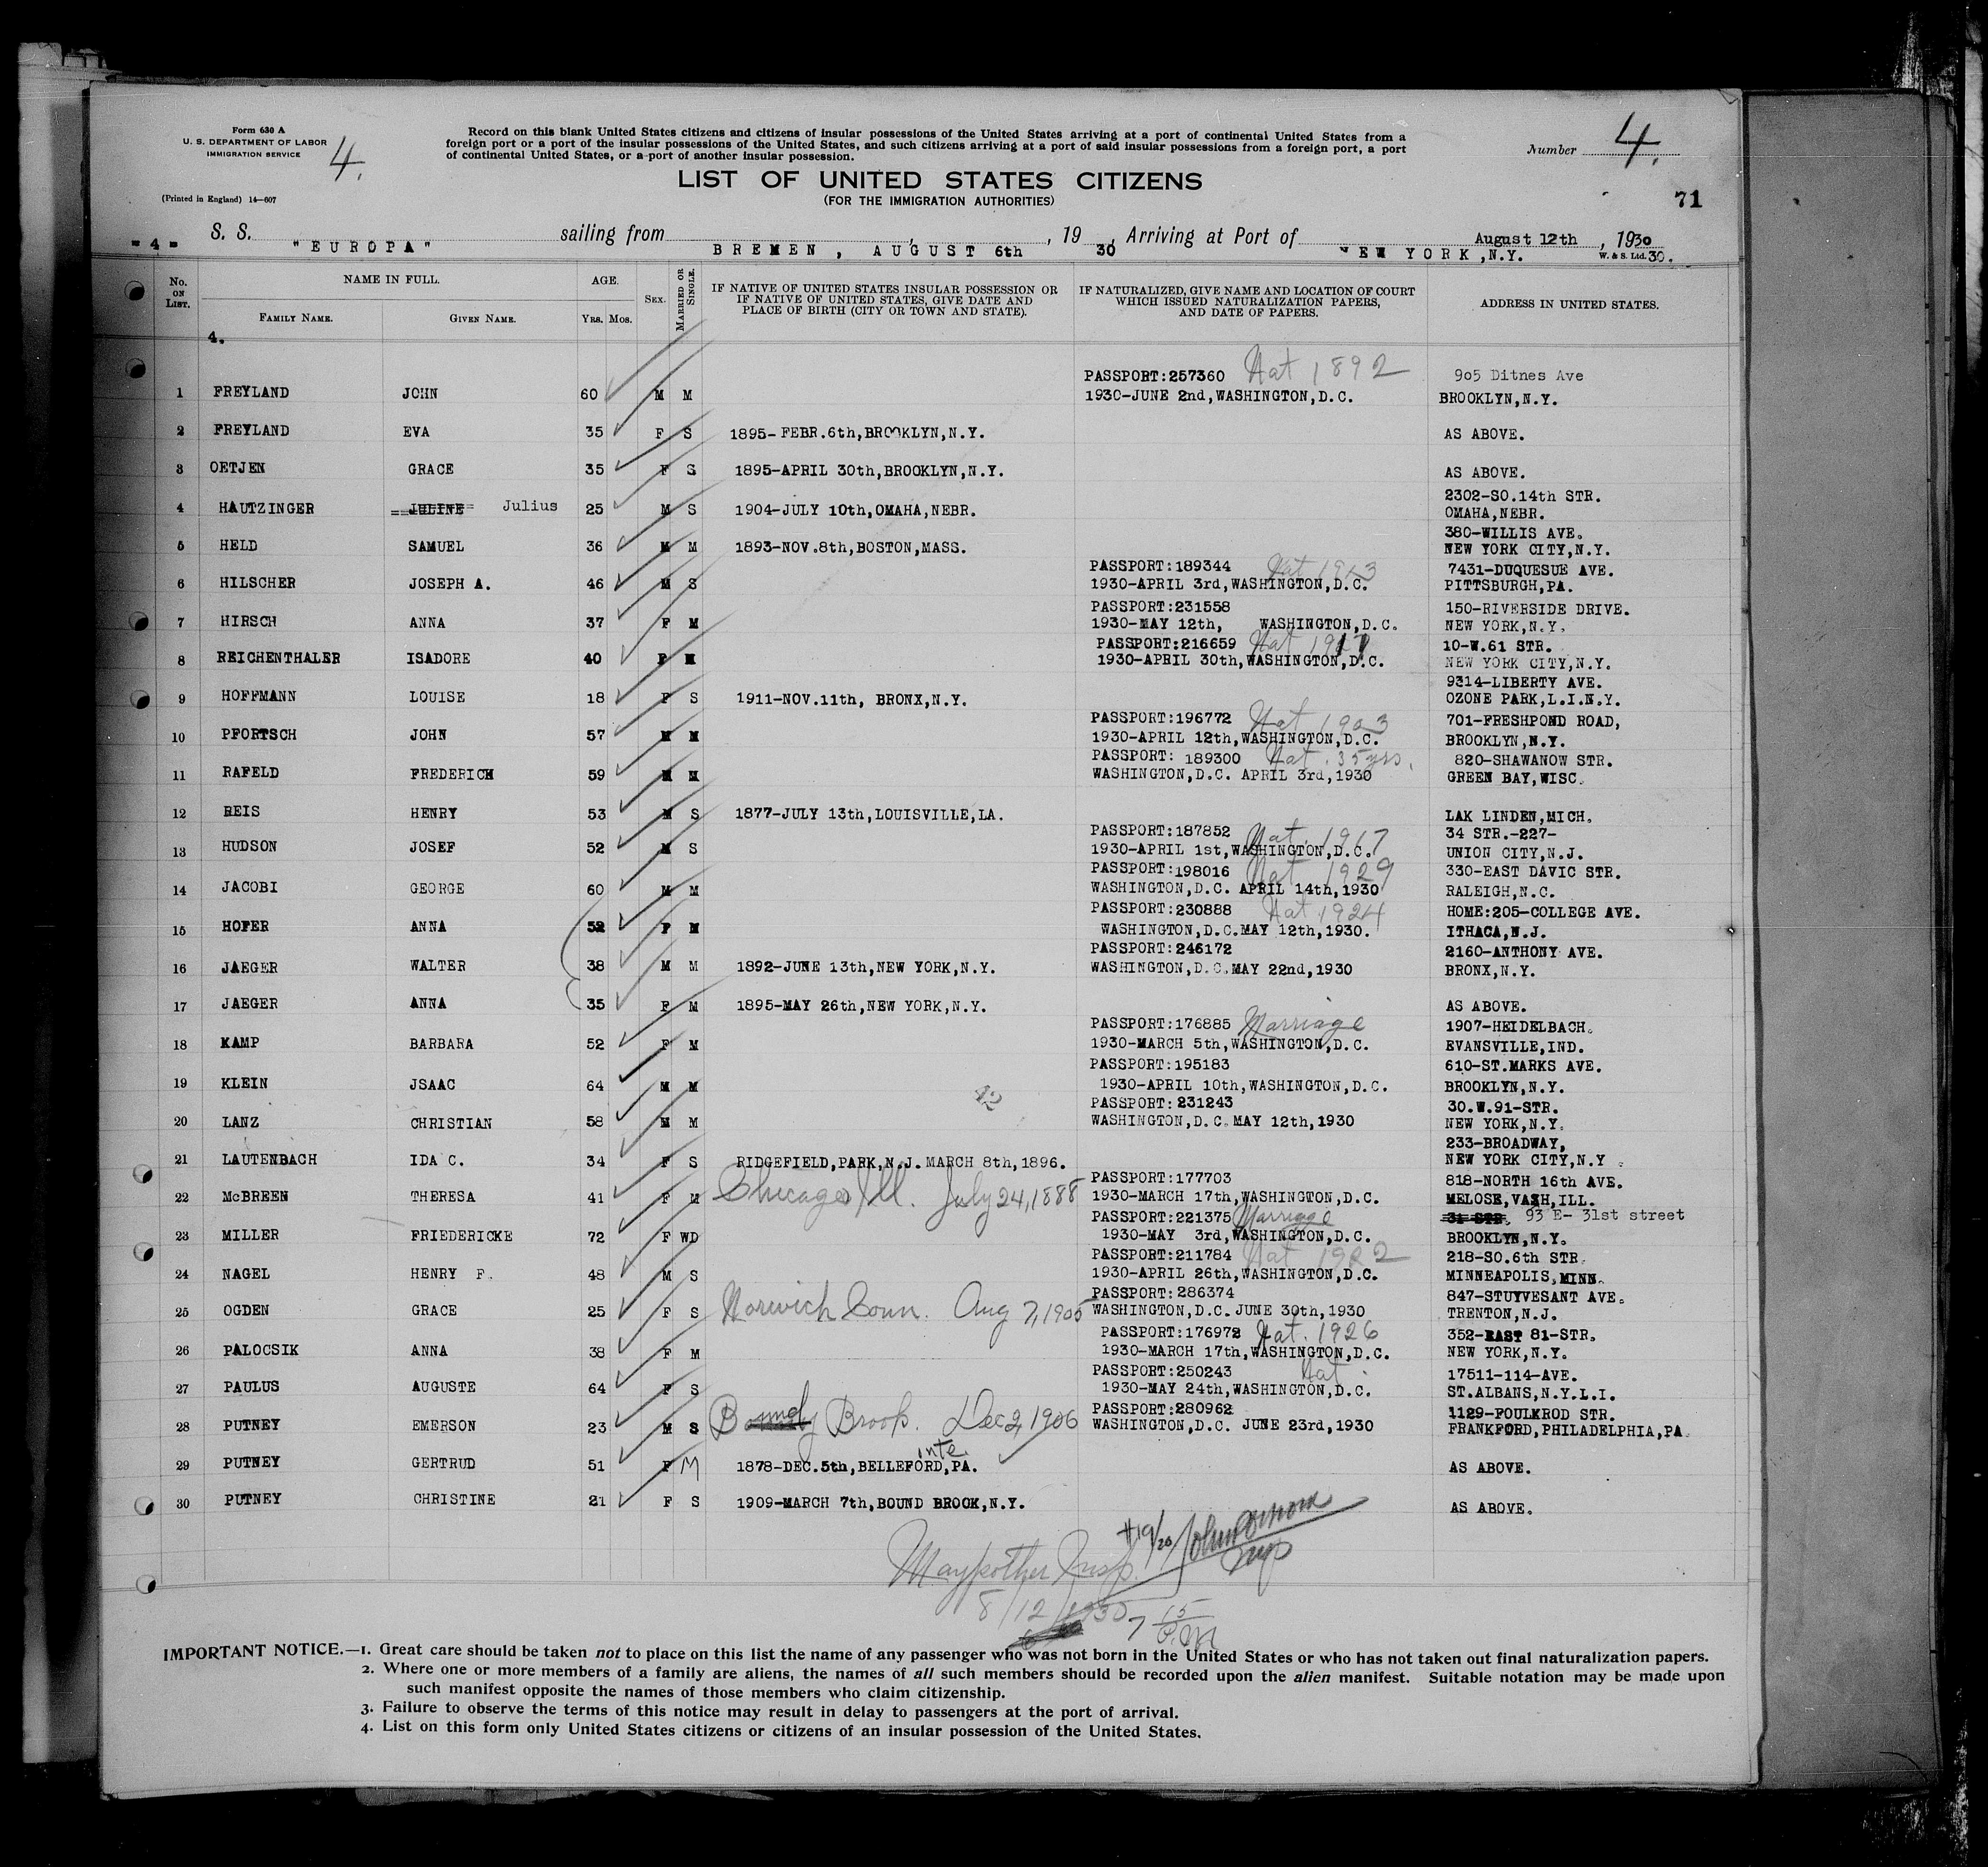 Form 630 A
U. S. DEPARTMENT OF LABOR
IMMIGRATION SERVICE
4.
(Printed in England) 14—607
Record on this blank United States citizens and citizens of insular possessions of the United States arriving at a port of continental United States from a
foreign port or a port of the insular possessions of the United States, and such citizens arriving at a port of said insular possessions from a foreign port, a port
of continental United States, or a port of another insular possession.
Number 4.
LIST OF UNITED STATES CITIZENS
(FOR THE IMMIGRATION AUTHORITIES)
71
- 4 - S. S. "EUROPA" sailing from BREMEN, AUGUST 6th, 1930, Arriving at Port of NEW YORK, N.Y. August 12th, 1930
W. & S. Ltd. 30.
No. ON LIST. NAME IN FULL. FAMILY NAME. GIVEN NAME. AGE. YRS. MOS. SEX. MARRIED OR SINGLE. IF NATIVE OF UNITED STATES INSULAR POSSESSION OR IF NATIVE OF UNITED STATES, GIVE DATE AND PLACE OF BIRTH (CITY OR TOWN AND STATE). IF NATURALIZED, GIVE NAME AND LOCATION OF COURT WHICH ISSUED NATURALIZATION PAPERS, AND DATE OF PAPERS. ADDRESS IN UNITED STATES.
4.
PASSPORT:257360 Nat 1892 905 Ditnes Ave
1 FREYLAND JOHN 60 M M 1930-JUNE 2nd,WASHINGTON,D.C. BROOKLYN,N.Y.
2 FREYLAND EVA 35 F S 1895-FEBR.6th,BROOKLYN,N.Y. AS ABOVE.
3 OETJEN GRACE 35 F S 1895-APRIL 30th,BROOKLYN,N.Y. AS ABOVE.
2302-SO.14th STR.
4 HAUTZINGER JULINE Julius 25 M S 1904-JULY 10th,OMAHA,NEBR. OMAHA,NEBR.
380-WILLIS AVE.
5 HELD SAMUEL 36 M M 1893-NOV.8th,BOSTON,MASS. NEW YORK CITY,N.Y.
PASSPORT:189344 Nat 1913 7431-DUQUESUE AVE.
6 HILSCHER JOSEPH A. 46 M S 1930-APRIL 3rd,WASHINGTON,D.C. PITTSBURGH,PA.
PASSPORT:231558 150-RIVERSIDE DRIVE.
7 HIRSCH ANNA 37 F M 1930-MAY 12th, WASHINGTON,D.C. NEW YORK,N.Y.
PASSPORT:216659 Nat 10-W.61 STR.
8 REICHENTHALER ISADORE 40 F M 1930-APRIL 30th,WASHINGTON,D.C. NEW YORK CITY,N.Y.
9314-LIBERTY AVE.
9 HOFFMANN LOUISE 18 F S 1911-NOV.11th, BRONX,N.Y. OZONE PARK,L.I.N.Y.
PASSPORT:196772 Nat 1903 701-FRESHPOND ROAD,
10 PFORTSCH JOHN 57 M M 1930-APRIL 12th,WASHINGTON,D.C. BROOKLYN,N.Y.
PASSPORT: 189300 Nat. 35 yrs. 820-SHAWANOW STR.
11 RAFELD FREDERICH 59 M M WASHINGTON,D.C. APRIL 3rd,1930 GREEN BAY,WISC.
12 REIS HENRY 53 M S 1877-JULY 13th,LOUISVILLE,LA. LAK LINDEN,MICH.
PASSPORT:187852 Nat. 34 STR.-227-
13 HUDSON JOSEF 52 M S 1930-APRIL 1st,WASHINGTON,D.C. UNION CITY,N.J.
PASSPORT:198016 Nat 1929 330-EAST DAVIC STR.
14 JACOBI GEORGE 60 M M WASHINGTON,D.C. APRIL 14th,1930 RALEIGH,N.C.
PASSPORT:230888 Nat 1924 HOME:205-COLLEGE AVE.
15 HOFER ANNA 52 F M WASHINGTON,D.C.MAY 12th,1930. ITHACA,N.J.
PASSPORT:246172 2160-ANTHONY AVE.
16 JAEGER WALTER 38 M M 1892-JUNE 13th,NEW YORK,N.Y. WASHINGTON,D.C.MAY 22nd,1930 BRONX,N.Y.
17 JAEGER ANNA 35 F M 1895-MAY 26th,NEW YORK,N.Y. AS ABOVE.
PASSPORT:176885 Marriage 1907-HEIDELBACH.
18 KAMP BARBARA 52 F M 1930-MARCH 5th,WASHINGTON,D.C. EVANSVILLE,IND.
PASSPORT:195183 610-ST.MARKS AVE.
19 KLEIN JSAAC 64 M M 1930-APRIL 10th,WASHINGTON,D.C. BROOKLYN,N.Y.
PASSPORT: 231243 30.W.91-STR.
20 LANZ CHRISTIAN 58 M M WASHINGTON,D.C.MAY 12th,1930 NEW YORK,N.Y.
233-BROADWAY,
21 LAUTENBACH IDA C. 34 F S RIDGEFIELD,PARK,N.J.MARCH 8th,1896. NEW YORK CITY,N.Y.
PASSPORT:177703 818-NORTH 16th AVE.
22 McBREEN THERESA 41 F M Chicago Ill. July 24, 1888 1930-MARCH 17th,WASHINGTON,D.C. MELOSE,VASH,ILL.
PASSPORT:221375 Marriage 31 STR. 93 E- 31st street
23 MILLER FRIEDERICKE 72 F WD 1930-MAY 3rd,WASHINGTON,D.C. BROOKLYN,N.Y.
PASSPORT:211784 Nat 1922 218-SO.6th STR.
24 NAGEL HENRY F. 48 M S 1930-APRIL 26th,WASHINGTON,D.C. MINNEAPOLIS,MINN.
PASSPORT: 286374 847-STUYVESANT AVE.
25 OGDEN GRACE 25 F S Norwich Conn. Aug 7, 1905 WASHINGTON,D.C.JUNE 30th,1930 TRENTON,N.J.
PASSPORT:176972 Nat. 1926 352-EAST 81-STR.
26 PALOCSIK ANNA 38 F M 1930-MARCH 17th,WASHINGTON,D.C. NEW YORK,N.Y.
PASSPORT:250243 Nat 17511-114-AVE.
27 PAULUS AUGUSTE 64 F S 1930-MAY 24th,WASHINGTON,D.C. ST.ALBANS,N.Y.L.I.
PASSPORT:280962 1129-FOULKROD STR.
28 PUTNEY EMERSON 23 M S Dec 2, 1906 WASHINGTON,D.C. JUNE 23rd,1930 FRANKFORD,PHILADELPHIA,PA.
29 PUTNEY GERTRUD 51 F M 1878-DEC.5th,BELLEFORD,PA. inte AS ABOVE.
30 PUTNEY CHRISTINE 21 F S 1909-MARCH 7th,BOUND BROOK,N.Y. AS ABOVE.
#19/20
Insp.
8/12/1930 7 15 P.M
IMPORTANT NOTICE.—1. Great care should be taken not to place on this list the name of any passenger who was not born in the United States or who has not taken out final naturalization papers.
2. Where one or more members of a family are aliens, the names of all such members should be recorded upon the alien manifest. Suitable notation may be made upon
such manifest opposite the names of those members who claim citizenship.
3. Failure to observe the terms of this notice may result in delay to passengers at the port of arrival.
4. List on this form only United States citizens or citizens of an insular possession of the United States.